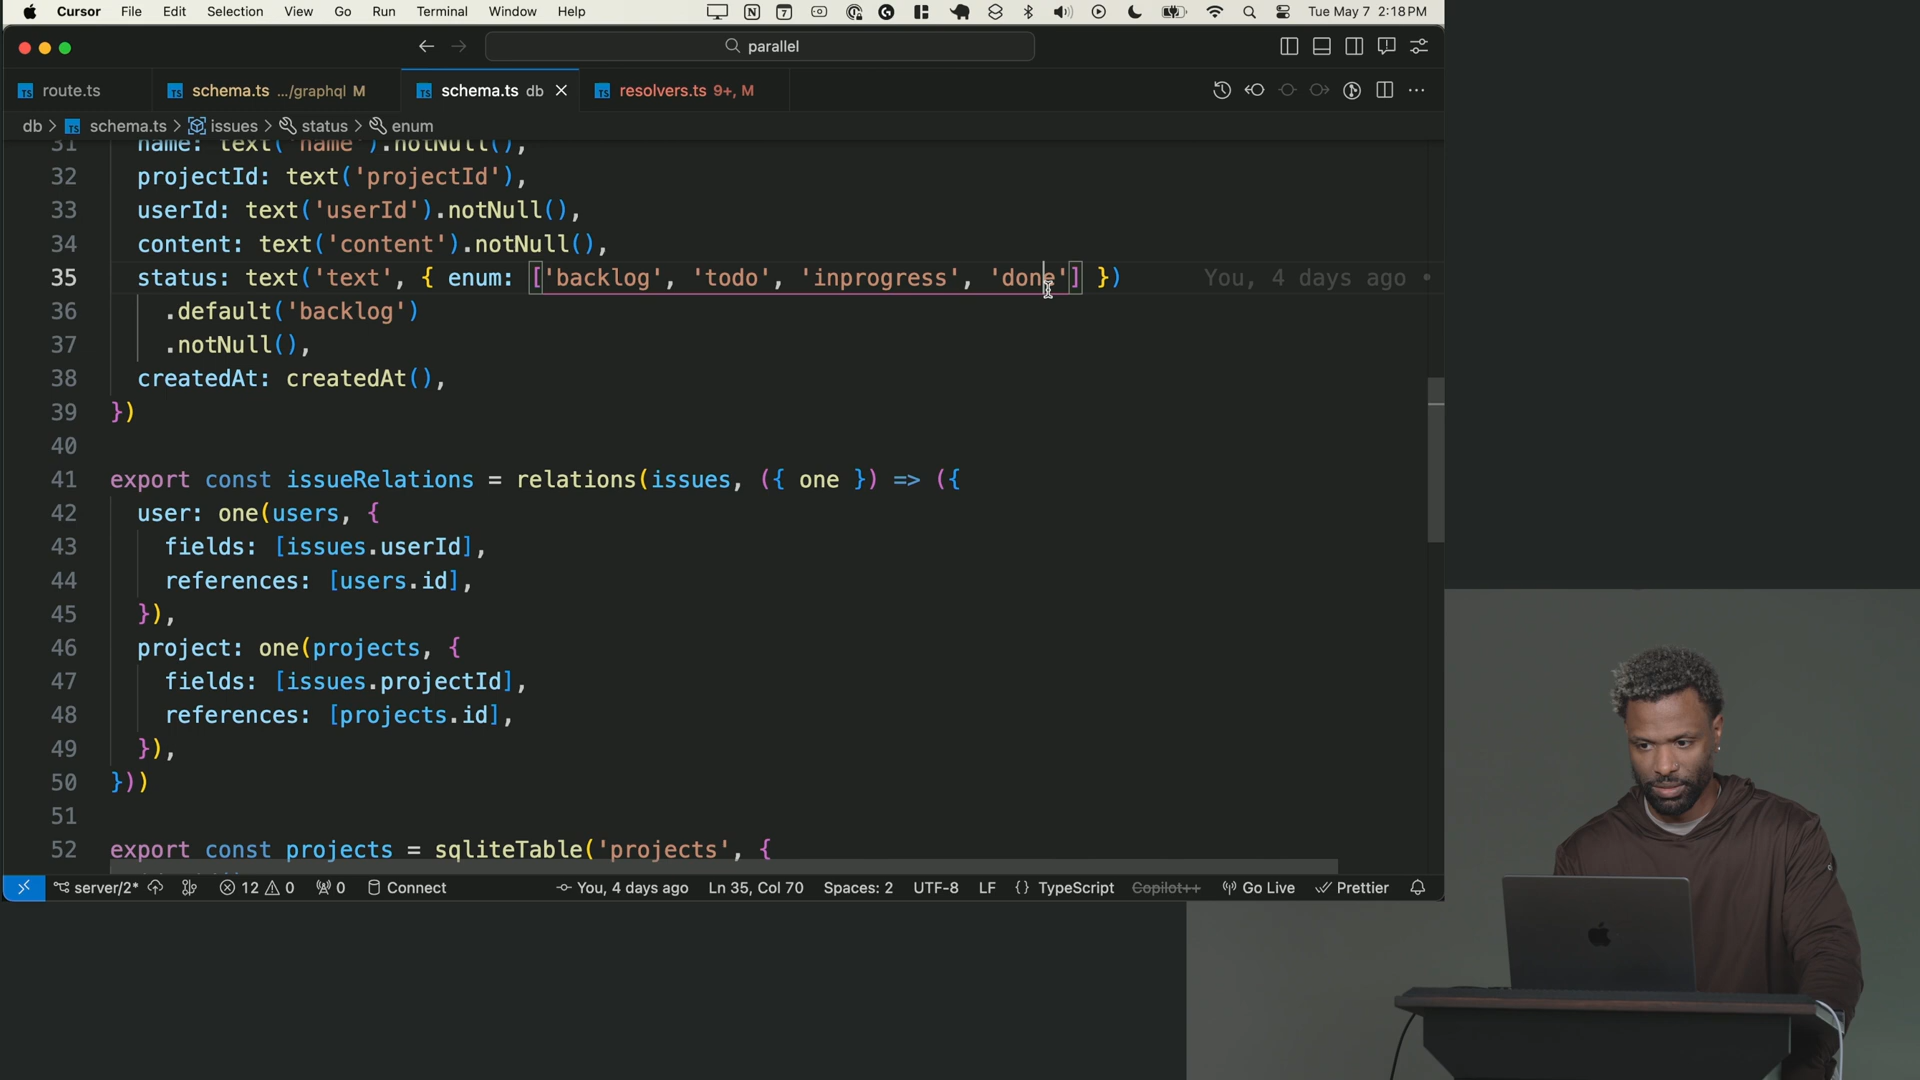 Cursor File Edit Selection View Go Run Terminal Window Help Tue May 7 2:18 PM
parallel
route.ts schema.ts .../graphql M schema.ts db resolvers.ts 9+, M
db > schema.ts > issues > status > enum
31 name: text('name').notNull(),
32 projectId: text('projectId'),
33 userId: text('userId').notNull(),
34 content: text('content').notNull(),
35 status: text('text', { enum: ['backlog', 'todo', 'inprogress', 'done'] }) You, 4 days ago •
36 .default('backlog')
37 .notNull(),
38 createdAt: createdAt(),
39 })
40
41 export const issueRelations = relations(issues, ({ one }) => ({
42 user: one(users, {
43 fields: [issues.userId],
44 references: [users.id],
45 }),
46 project: one(projects, {
47 fields: [issues.projectId],
48 references: [projects.id],
49 }),
50 }))
51
52 export const projects = sqliteTable('projects', {
server/2* 12 0 0 Connect You, 4 days ago Ln 35, Col 70 Spaces: 2 UTF-8 LF {} TypeScript Copilot++ Go Live Prettier